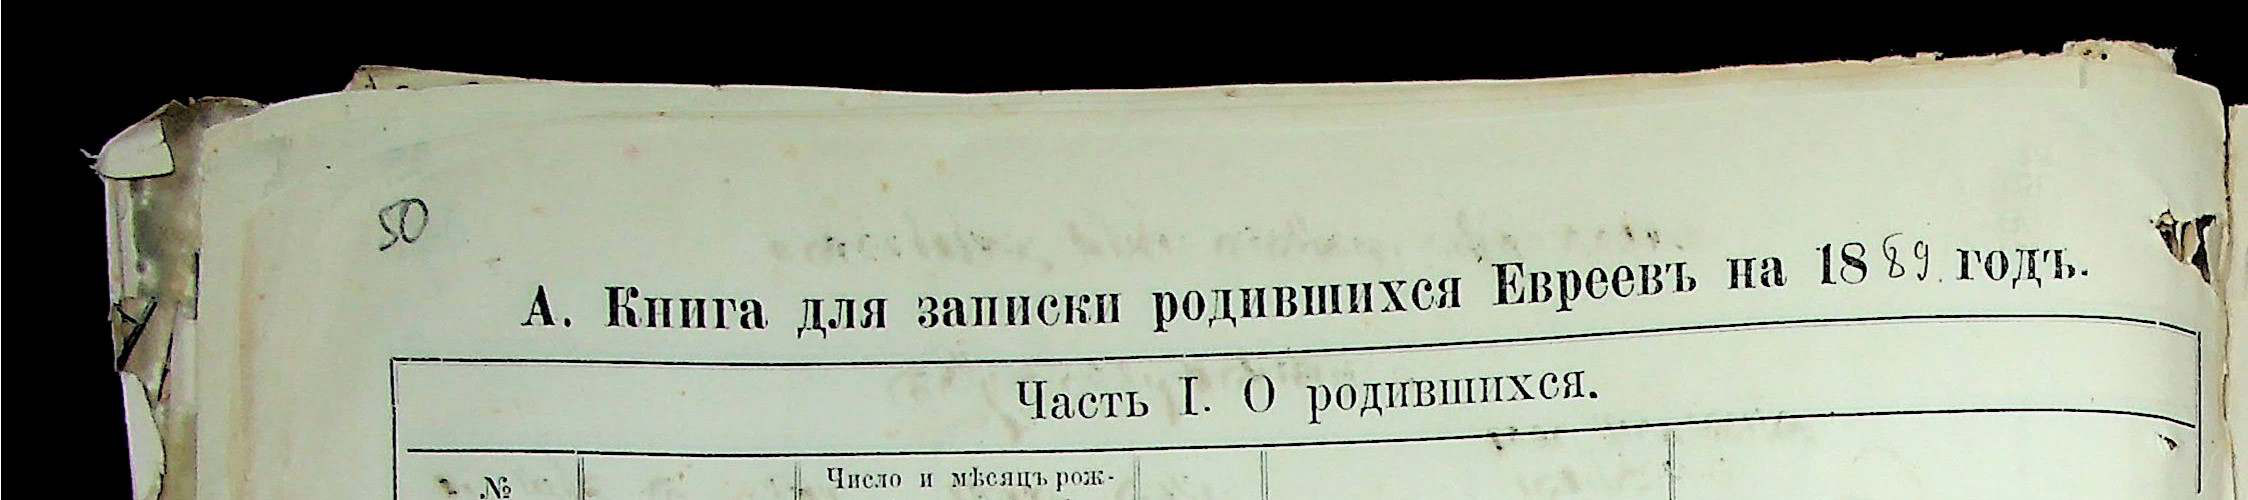 50
А. Книга для записки родившихся Евреевъ на 1889 годъ.
Часть I. О родившихся.
№
Число и мѣсяцъ рож-